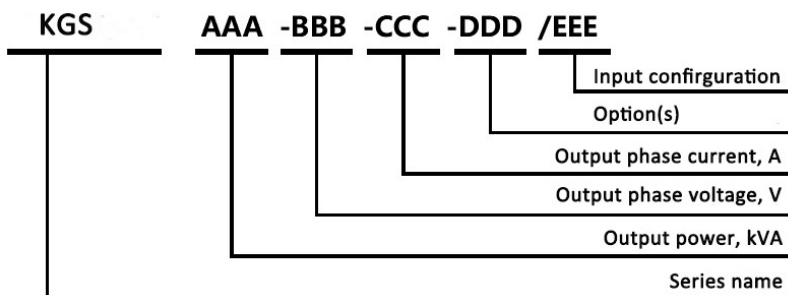 KGS AAA -BBB -CCC -DDD /EEE
Input confirguration
Option(s)
Output phase current, A
Output phase voltage, V
Output power, kVA
Series name